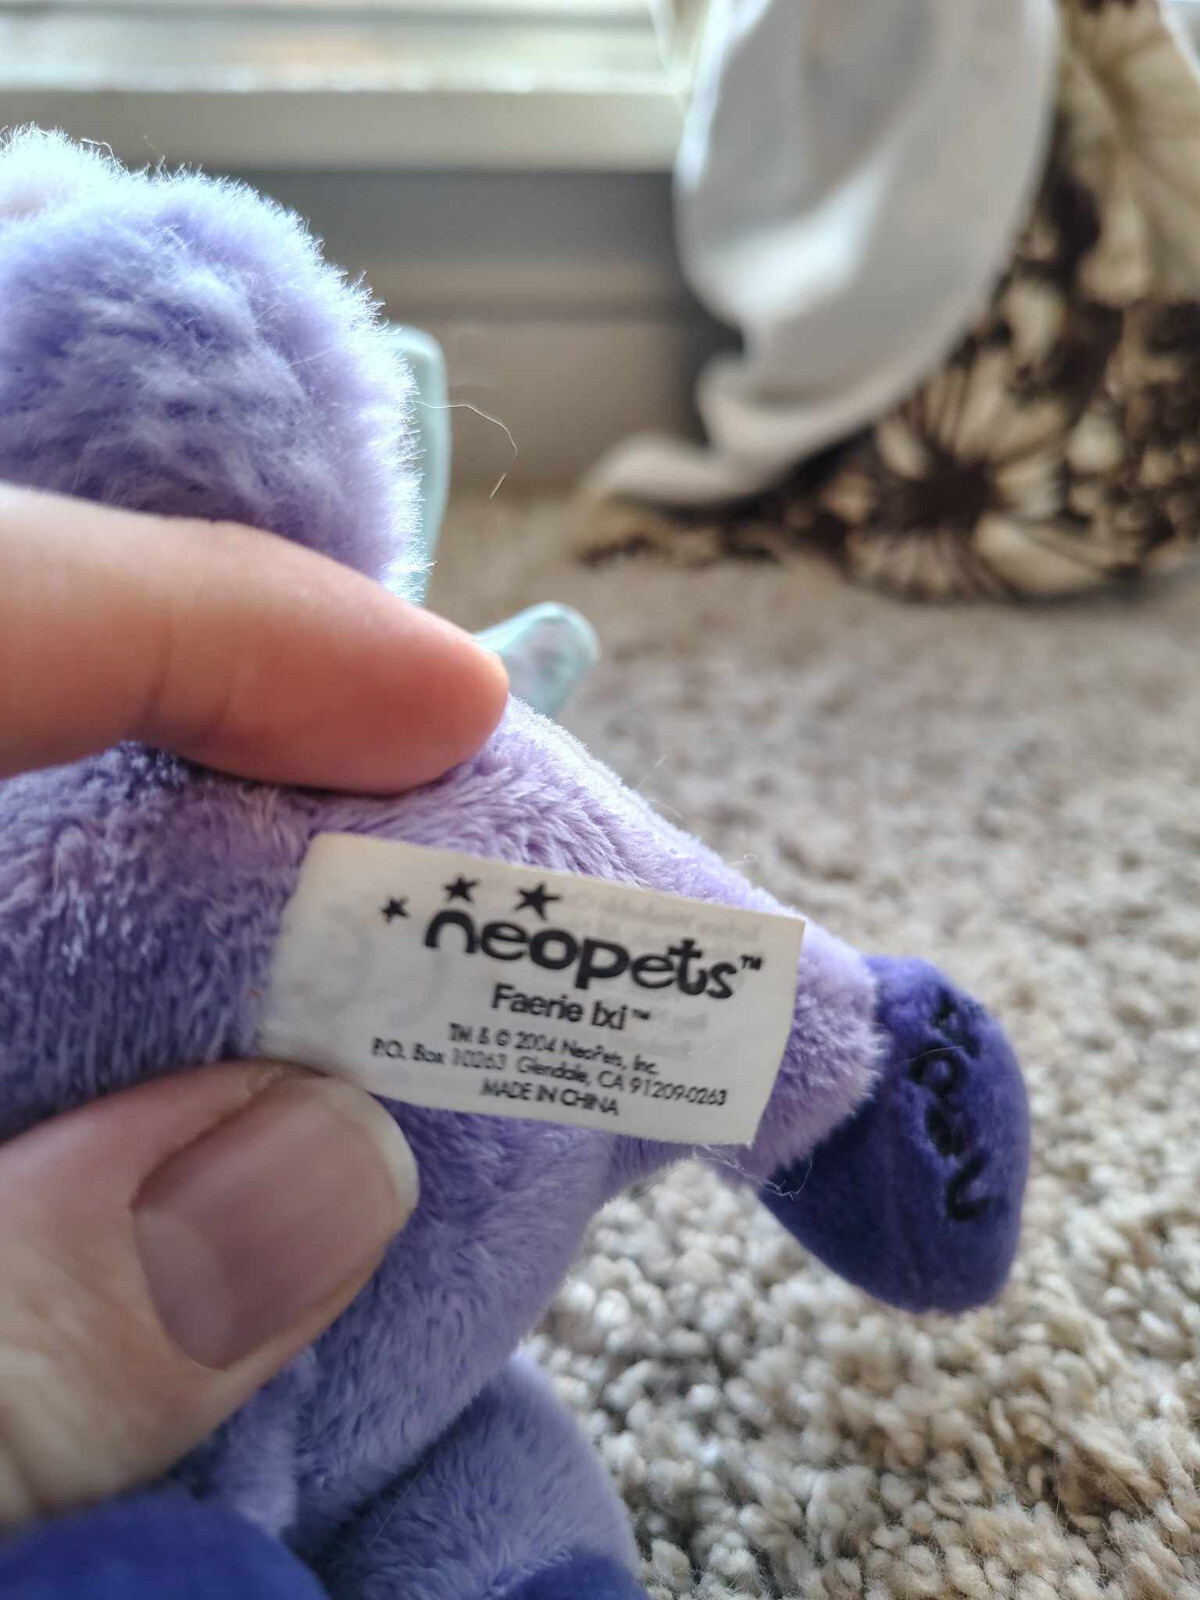 neopets™
Faerie Ixi™
TM & © 2004 NeoPets, Inc.
P.O. Box 10263 Glendale, CA 91209-0263
MADE IN CHINA